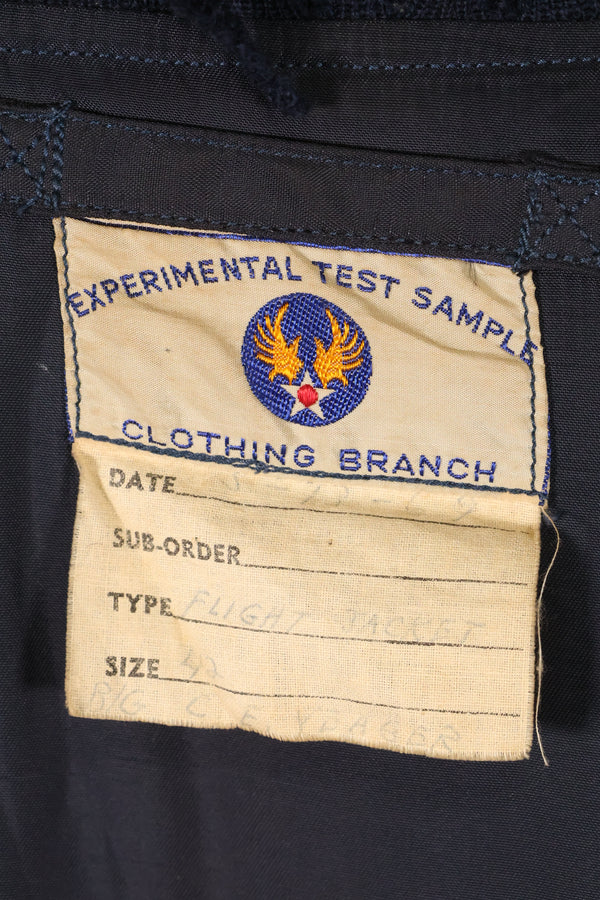 EXPERIMENTAL TEST SAMPLE
CLOTHING BRANCH
DATE
SUB-ORDER
TYPE FLIGHT JACKET
SIZE 42
B/G C E YEAGER